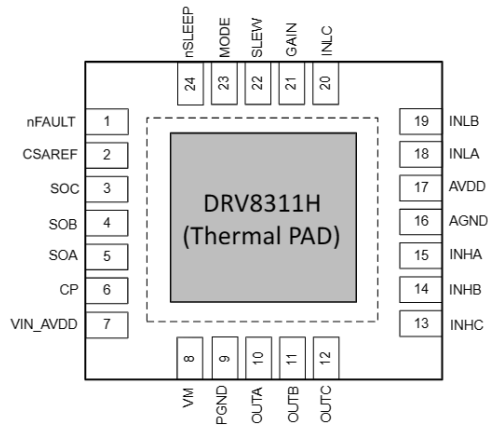 nSLEEP
MODE
SLEW
GAIN
INLC
24
23
22
21
20
nFAULT 1
CSAREF 2
SOC 3
SOB 4
SOA 5
CP 6
VIN_AVDD 7
DRV8311H
(Thermal PAD)
19 INLB
18 INLA
17 AVDD
16 AGND
15 INHA
14 INHB
13 INHC
8
9
10
11
12
VM
PGND
OUTA
OUTB
OUTC